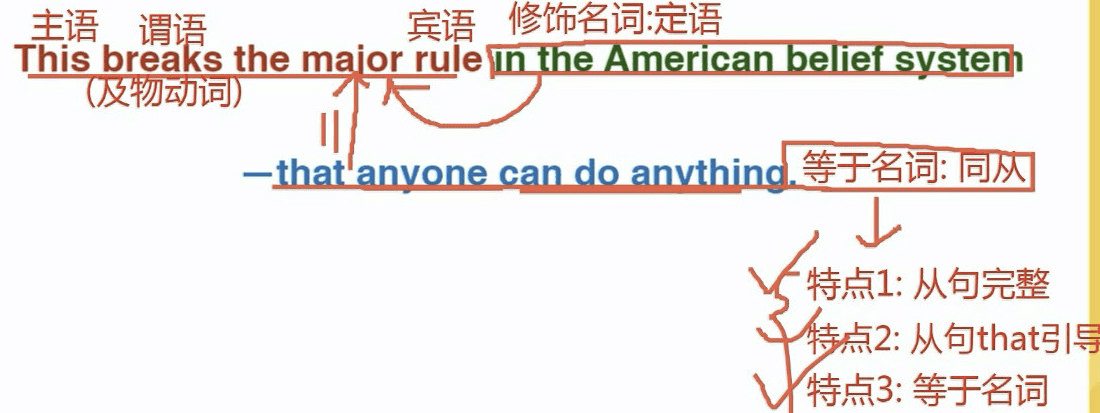 主语 谓语 宾语 修饰名词:定语
This breaks the major rule in the American belief system
(及物动词)
—that anyone can do anything. 等于名词: 同从
特点1: 从句完整
特点2: 从句that引导
特点3: 等于名词